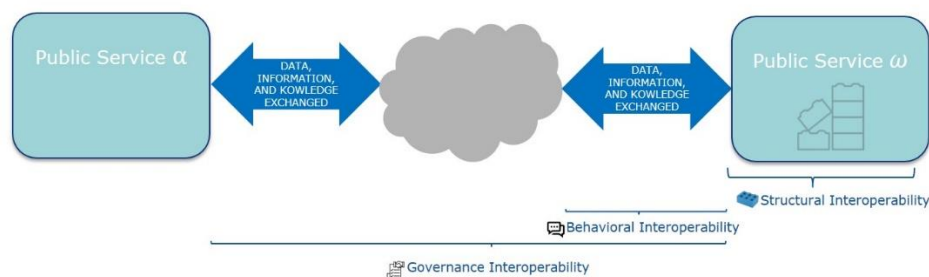 Public Service α
DATA,
INFORMATION,
AND KOWLEDGE
EXCHANGED
DATA,
INFORMATION,
AND KOWLEDGE
EXCHANGED
Public Service ω
Structural Interoperability
Behavioral Interoperability
Governance Interoperability